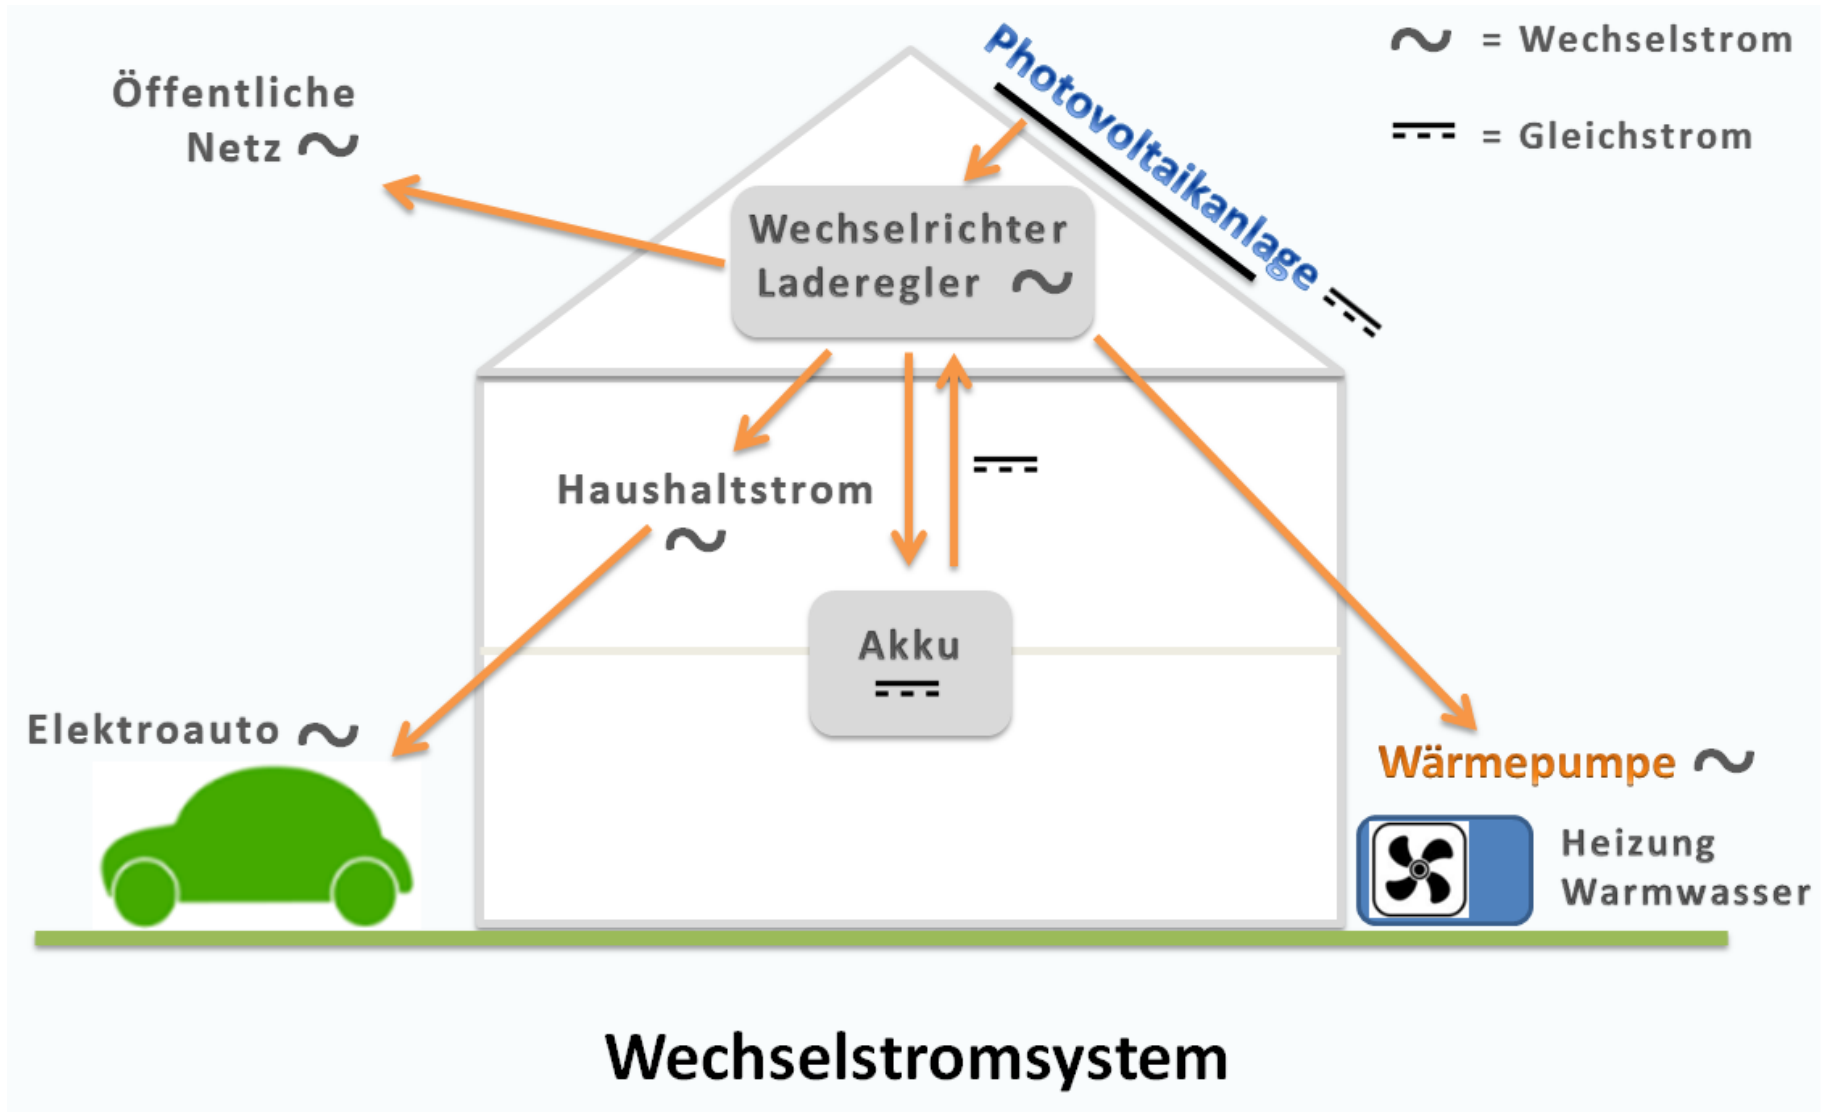 Öffentliche
Netz
Photovoltaikanlage
= Wechselstrom
= Gleichstrom
Wechselrichter
Laderegler
Haushaltstrom
Akku
Elektroauto
Wärmepumpe
Heizung
Warmwasser
Wechselstromsystem